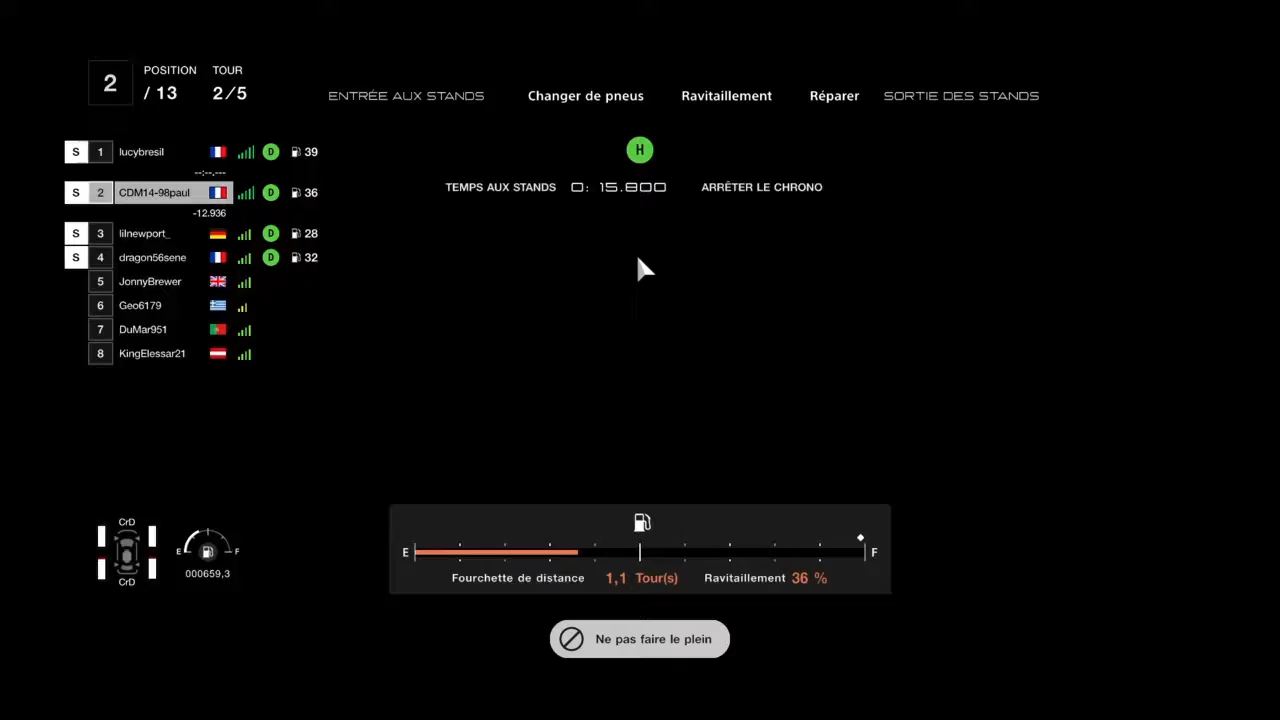 2 POSITION / 13 TOUR 2/5
ENTRÉE AUX STANDS Changer de pneus Ravitaillement Réparer SORTIE DES STANDS
H
TEMPS AUX STANDS 0: 15.800 ARRÊTER LE CHRONO
S 1 lucybresil D 39
--:--.---
S 2 CDM14-98paul D 36
-12.936
S 3 lilnewport_ D 28
S 4 dragon56sene D 32
5 JonnyBrewer
6 Geo6179
7 DuMar951
8 KingElessar21
CrD
CrD
E F
000659,3
E F
Fourchette de distance 1,1 Tour(s) Ravitaillement 36 %
Ne pas faire le plein